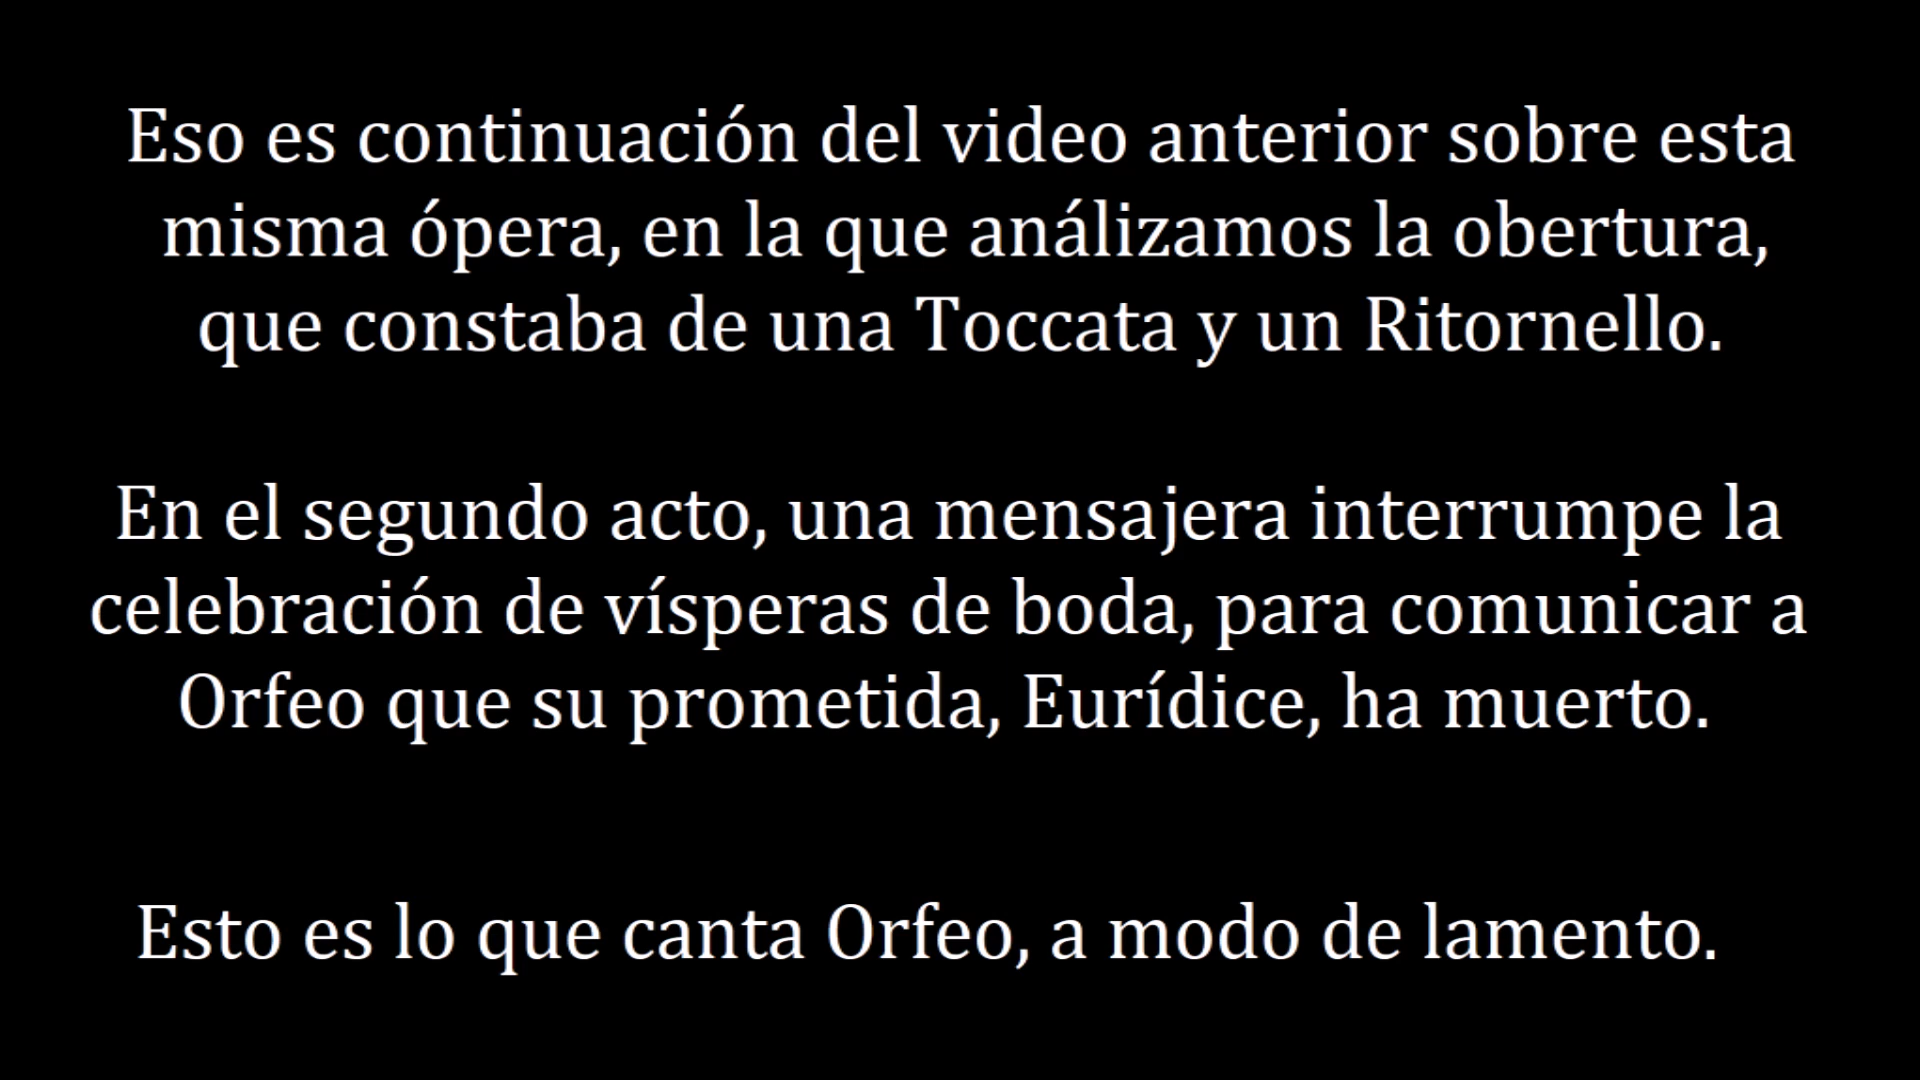 Eso es continuación del video anterior sobre esta
misma ópera, en la que análizamos la obertura,
que constaba de una Toccata y un Ritornello.
En el segundo acto, una mensajera interrumpe la
celebración de vísperas de boda, para comunicar a
Orfeo que su prometida, Eurídice, ha muerto.
Esto es lo que canta Orfeo, a modo de lamento.